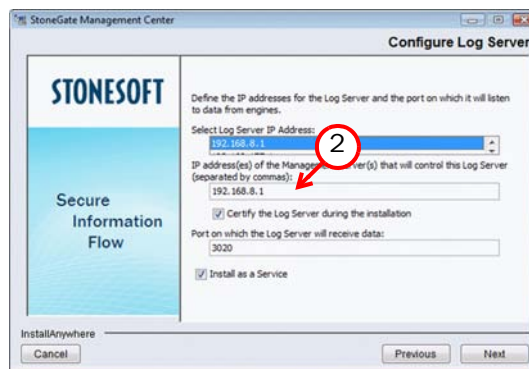 StoneGate Management Center
Configure Log Server
STONESOFT
Secure
Information
Flow
Define the IP addresses for the Log Server and the port on which it will listen
to data from engines.
Select Log Server IP Address:
192.168.8.1
2
IP address(es) of the Management Server(s) that will control this Log Server
(separated by commas):
192.168.8.1
Certify the Log Server during the installation
Port on which the Log Server will receive data:
3020
Install as a Service
InstallAnywhere
Cancel
Previous
Next